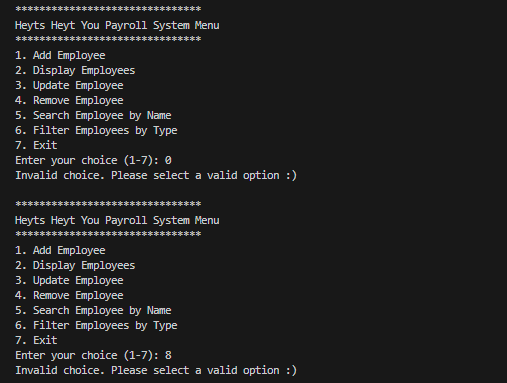 *******************************
Heyts Heyt You Payroll System Menu
*******************************
1. Add Employee
2. Display Employees
3. Update Employee
4. Remove Employee
5. Search Employee by Name
6. Filter Employees by Type
7. Exit
Enter your choice (1-7): 0
Invalid choice. Please select a valid option :)

*******************************
Heyts Heyt You Payroll System Menu
*******************************
1. Add Employee
2. Display Employees
3. Update Employee
4. Remove Employee
5. Search Employee by Name
6. Filter Employees by Type
7. Exit
Enter your choice (1-7): 8
Invalid choice. Please select a valid option :)